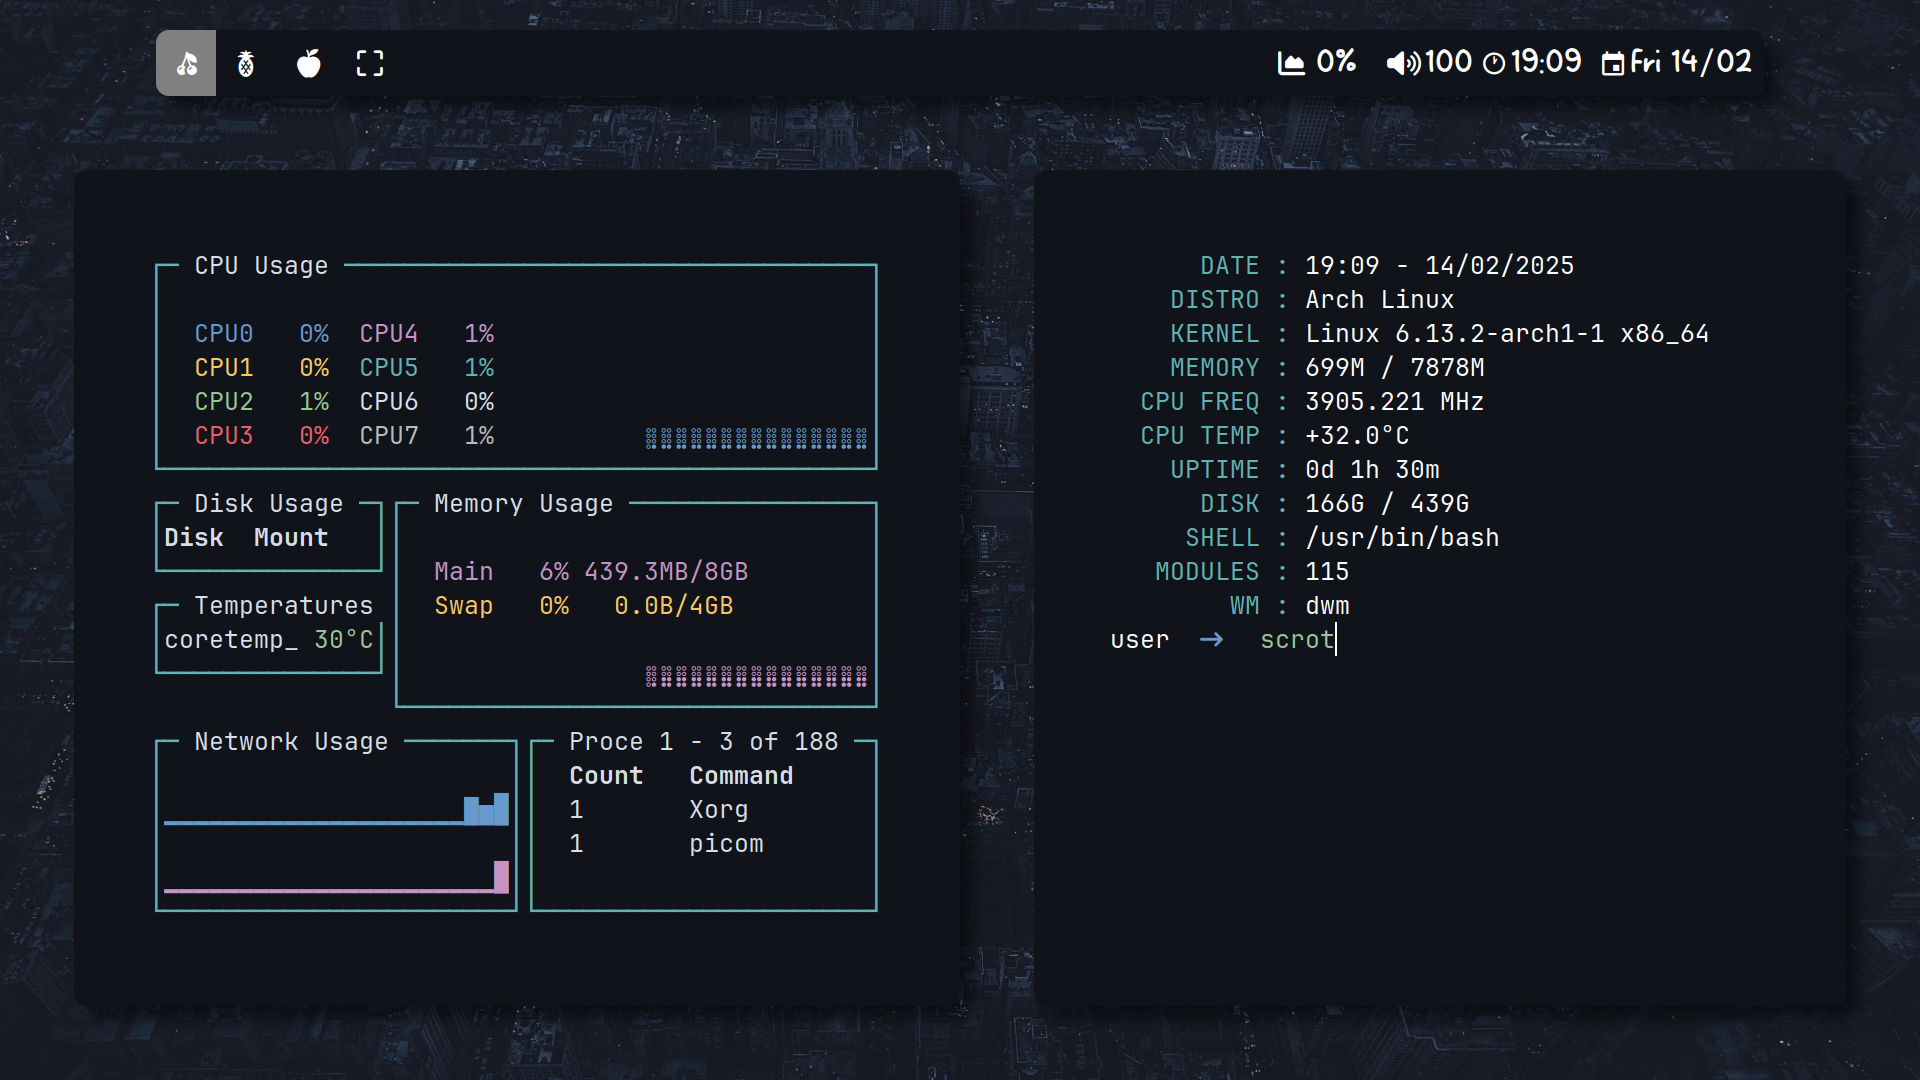 0% 100 19:09 Fri 14/02
CPU Usage
CPU0 0% CPU4 1%
CPU1 0% CPU5 1%
CPU2 1% CPU6 0%
CPU3 0% CPU7 1%
Disk Usage
Disk Mount
Temperatures
coretemp_ 30°C
Memory Usage
Main 6% 439.3MB/8GB
Swap 0% 0.0B/4GB
Network Usage
Proce 1 - 3 of 188
Count Command
1 Xorg
1 picom
DATE : 19:09 - 14/02/2025
DISTRO : Arch Linux
KERNEL : Linux 6.13.2-arch1-1 x86_64
MEMORY : 699M / 7878M
CPU FREQ : 3905.221 MHz
CPU TEMP : +32.0°C
UPTIME : 0d 1h 30m
DISK : 166G / 439G
SHELL : /usr/bin/bash
MODULES : 115
WM : dwm
user → scrot